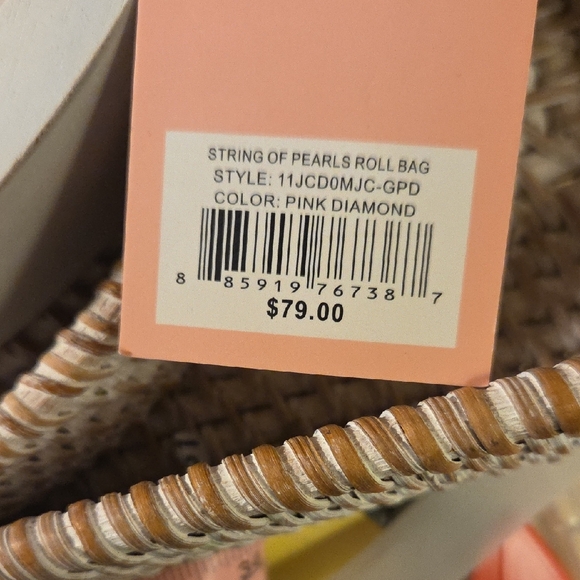 STRING OF PEARLS ROLL BAG
STYLE: 11JCD0MJC-GPD
COLOR: PINK DIAMOND
8 85919 76738 7
$79.00